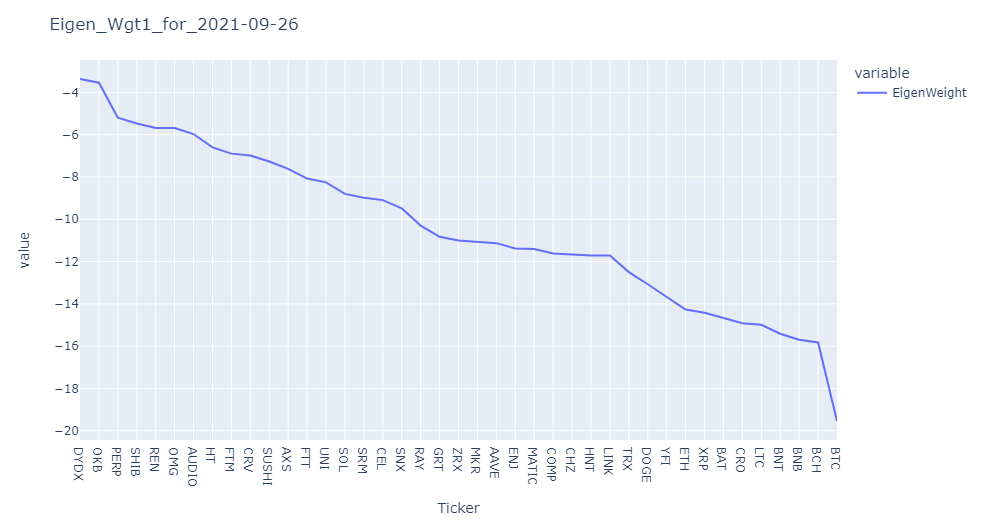 Eigen_Wgt1_for_2021-09-26
variable
EigenWeight
value
−4
−6
−8
−10
−12
−14
−16
−18
−20
DYDX
OKB
PERP
SHIB
REN
OMG
AUDIO
HT
FTM
CRV
SUSHI
AXS
FTT
UNI
SOL
SRM
CEL
SNX
RAY
GRT
ZRX
MKR
AAVE
ENJ
MATIC
COMP
CHZ
HNT
LINK
TRX
DOGE
YFI
ETH
XRP
BAT
CRO
LTC
BNT
BNB
BCH
BTC
Ticker